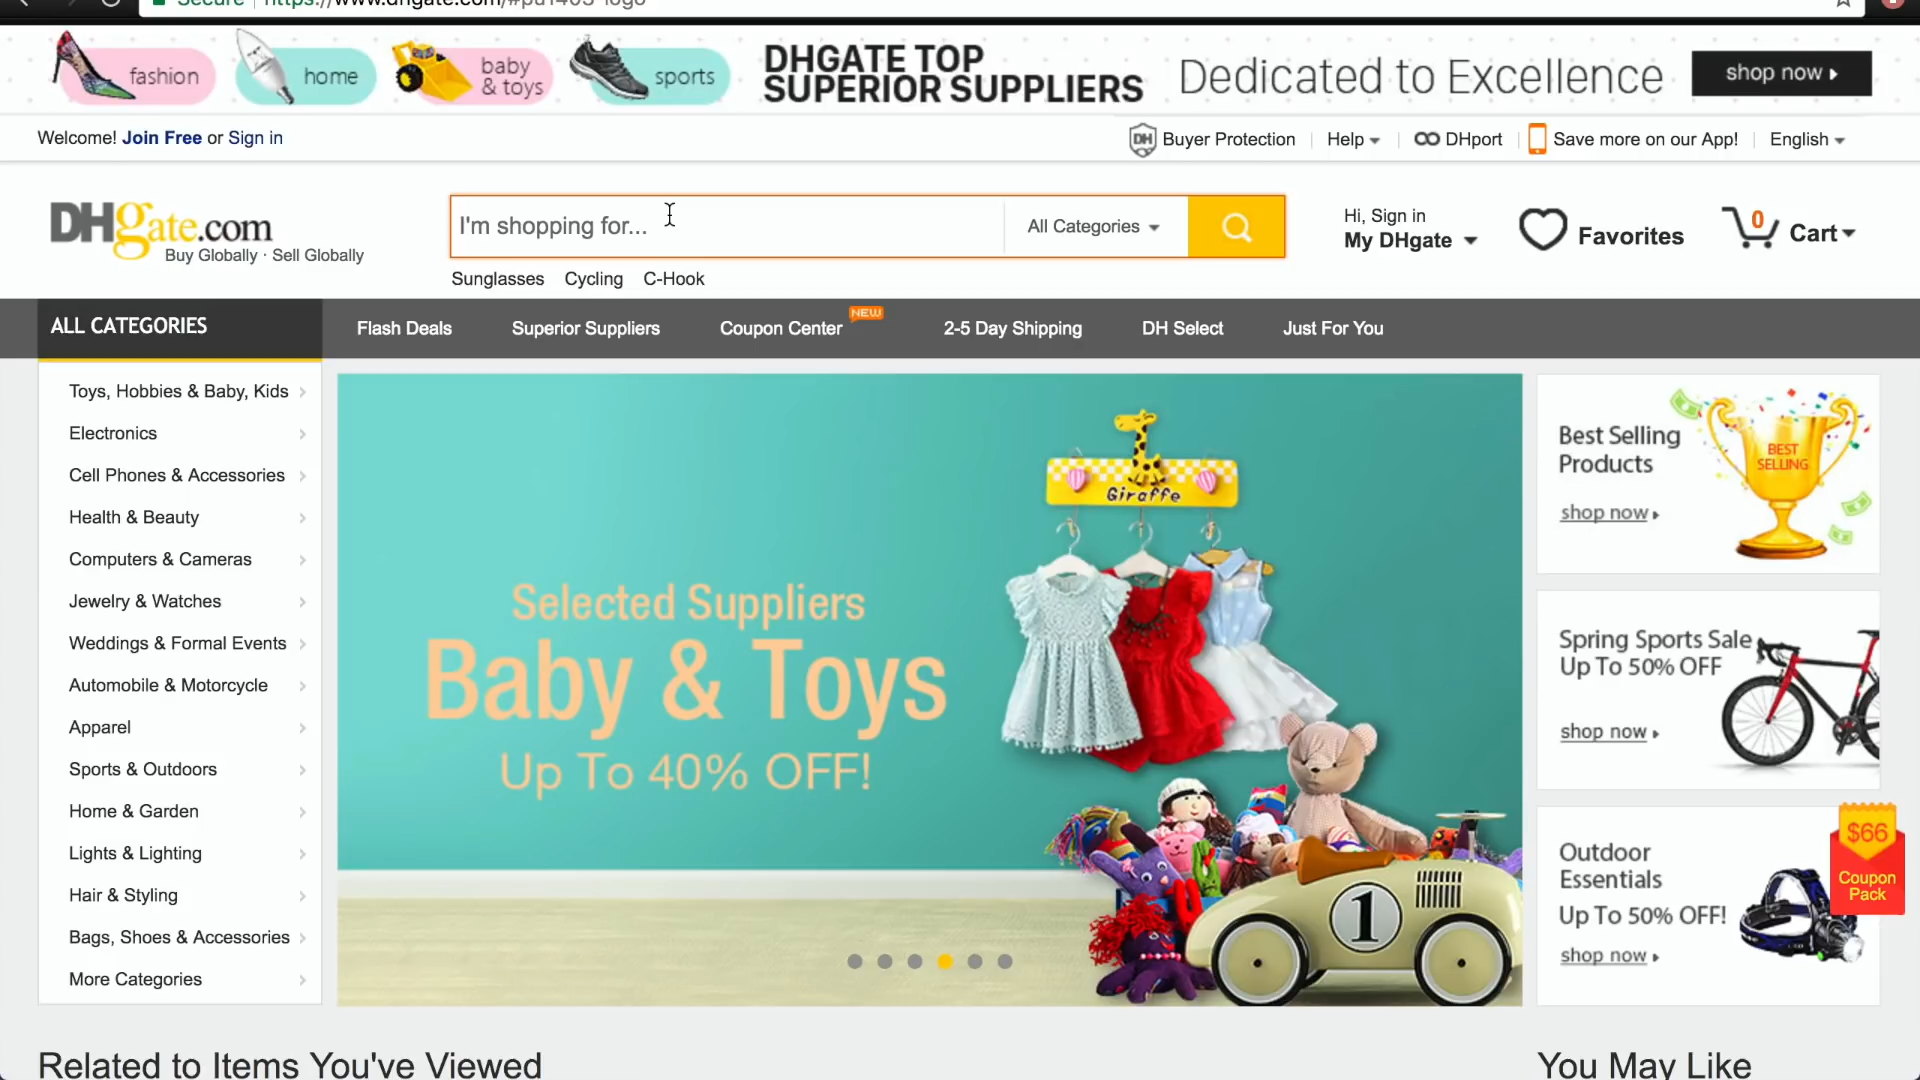 Secure
https://www.dhgate.com/#pu1403-logo
fashion
home
baby
& toys
sports
DHGATE TOP
SUPERIOR SUPPLIERS
Dedicated to Excellence
shop now
Welcome! Join Free or Sign in
DH Buyer Protection
Help
DHport
Save more on our App!
English
DHgate.com
Buy Globally · Sell Globally
I'm shopping for...
All Categories
Hi, Sign in
My DHgate
Favorites
0
Cart
Sunglasses Cycling C-Hook
ALL CATEGORIES
Flash Deals
Superior Suppliers
Coupon Center
NEW
2-5 Day Shipping
DH Select
Just For You
Toys, Hobbies & Baby, Kids
Electronics
Cell Phones & Accessories
Health & Beauty
Computers & Cameras
Jewelry & Watches
Weddings & Formal Events
Automobile & Motorcycle
Apparel
Sports & Outdoors
Home & Garden
Lights & Lighting
Hair & Styling
Bags, Shoes & Accessories
More Categories
Giraffe
Selected Suppliers
Baby & Toys
Up To 40% OFF!
1
Best Selling
Products
shop now
BEST
SELLING
Spring Sports Sale
Up To 50% OFF
shop now
Outdoor
Essentials
Up To 50% OFF!
shop now
$66
Coupon
Pack
Related to Items You've Viewed
You May Like